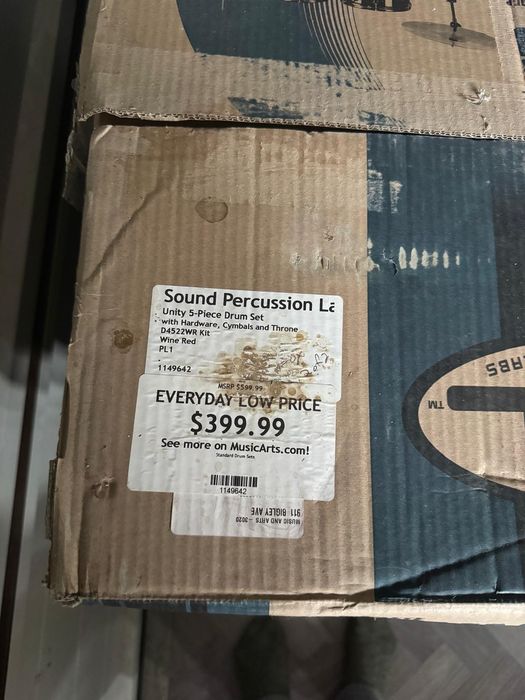 Sound Percussion La
Unity 5-Piece Drum Set
with Hardware, Cymbals and Throne
D4522WR Kit
Wine Red
PL1
1149642
MSRP $599.99
EVERYDAY LOW PRICE
$399.99
See more on MusicArts.com!
Standard Drum Sets
1149642
MUSIC AND ARTS - 3020
911 BIGLEY AVE
TM